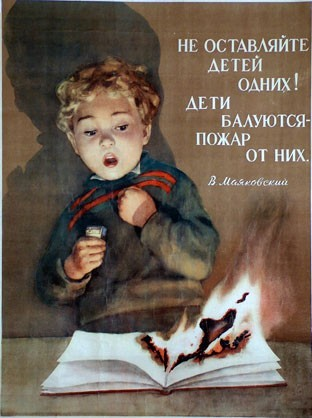 НЕ ОСТАВЛЯЙТЕ
ДЕТЕЙ
ОДНИХ!
ДЕТИ
БАЛУЮТСЯ-
ПОЖАР
ОТ НИХ.
В. Маяковский